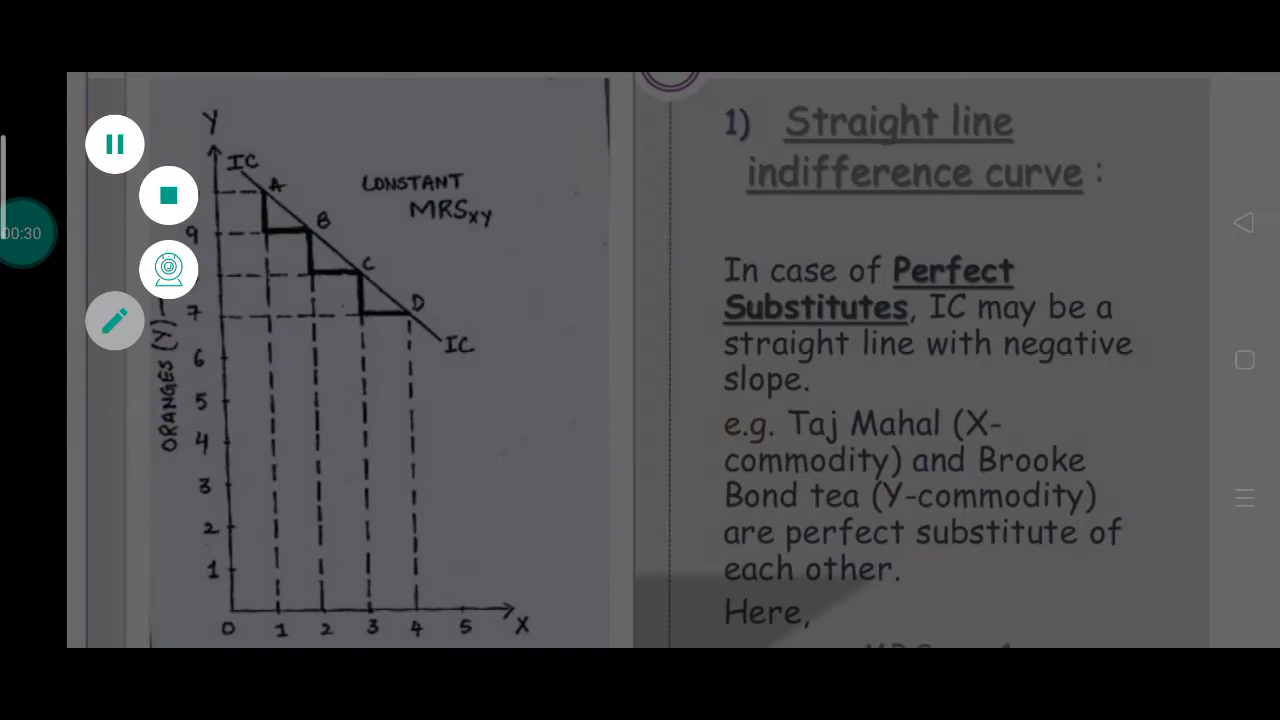 00:30
Y
IC
A
CONSTANT
MRSxy
B
9
C
D
7
IC
6
5
4
3
2
1
ORANGES (Y)
0 1 2 3 4 5 X
1) Straight line
indifference curve :
In case of Perfect
Substitutes, IC may be a
straight line with negative
slope.
e.g. Taj Mahal (X-
commodity) and Brooke
Bond tea (Y-commodity)
are perfect substitute of
each other.
Here,